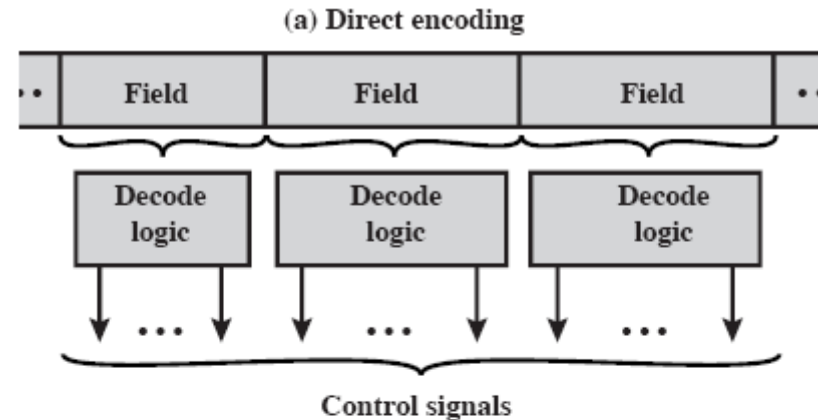 (a) Direct encoding
•• Field Field Field ••
Decode logic
Decode logic
Decode logic
••• ••• •••
Control signals